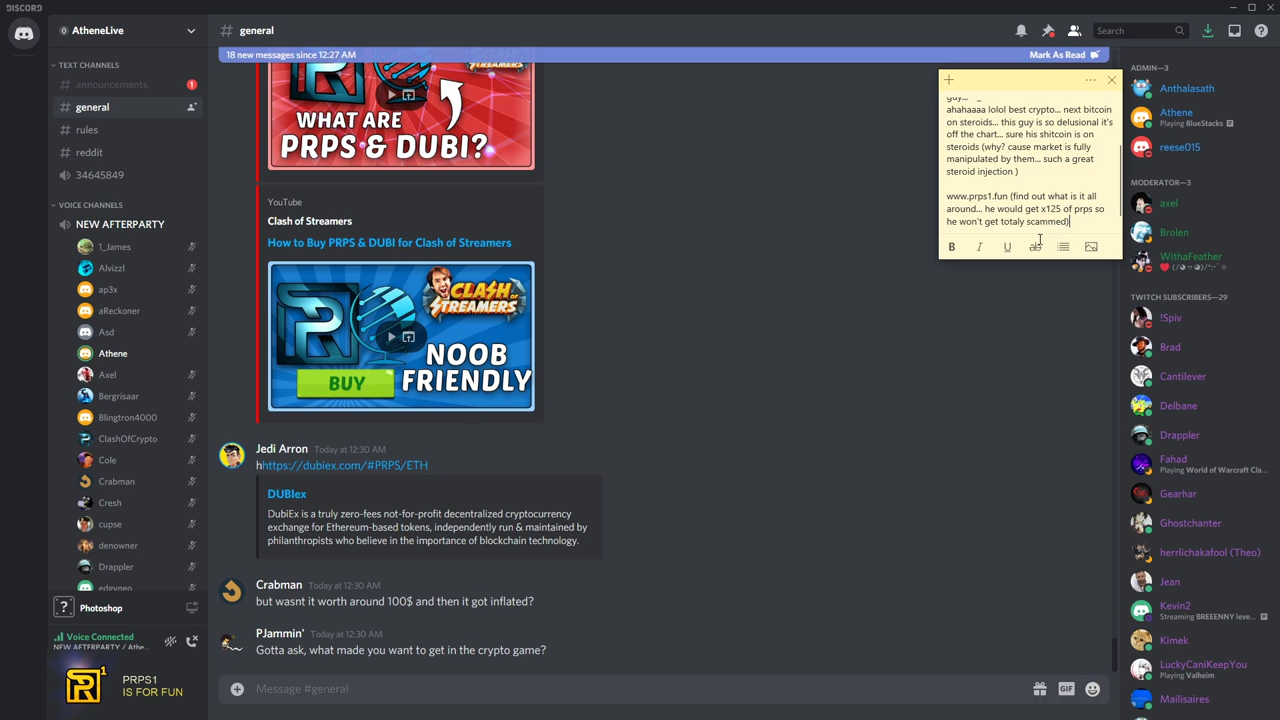 DISCORD
AtheneLive
# general
Search
18 new messages since 12:27 AM
Mark As Read
TEXT CHANNELS
# announcements
1
# general
# rules
# reddit
34645849
VOICE CHANNELS
NEW AFTERPARTY
1_James
Alvizzl
ap3x
aReckoner
Asd
Athene
Axel
Bergrisaar
Blingtron4000
ClashOfCrypto
Cole
Crabman
Cresh
cupse
denowner
Drappler
edeyneo
?
Photoshop
Voice Connected
NEW AFTERPARTY / Athe...
PRPS1
IS FOR FUN
WHAT ARE
PRPS & DUBI?
YouTube
Clash of Streamers
How to Buy PRPS & DUBI for Clash of Streamers
CLASH OF
STREAMERS
NOOB
FRIENDLY
BUY
Jedi Arron Today at 12:30 AM
hhttps://dubiex.com/#PRPS/ETH
DUBIex
DubiEx is a truly zero-fees not-for-profit decentralized cryptocurrency
exchange for Ethereum-based tokens, independently run & maintained by
philanthropists who believe in the importance of blockchain technology.
Crabman Today at 12:30 AM
but wasnt it worth around 100$ and then it got inflated?
PJammin' Today at 12:30 AM
Gotta ask, what made you want to get in the crypto game?
Message #general
GIF
guy...
ahahaaaa lolol best crypto... next bitcoin
on steroids... this guy is so delusional it's
off the chart... sure his shitcoin is on
steroids (why? cause market is fully
manipulated by them... such a great
steroid injection )
www.prps1.fun (find out what is it all
around... he would get x125 of prps so
he won't get totaly scammed)
B I U ab
ADMIN—3
Anthalasath
Athene
Playing BlueStacks
reese015
MODERATOR—3
axel
Brolen
WithaFeather
TWITCH SUBSCRIBERS—29
!Spiv
Brad
Cantilever
Delbane
Drappler
Fahad
Playing World of Warcraft Cla...
Gearhar
Ghostchanter
herrlichakafool (Theo)
Jean
Kevin2
Streaming BREEENNY leve...
Kimek
LuckyCaniKeepYou
Playing Valheim
Mailisaires